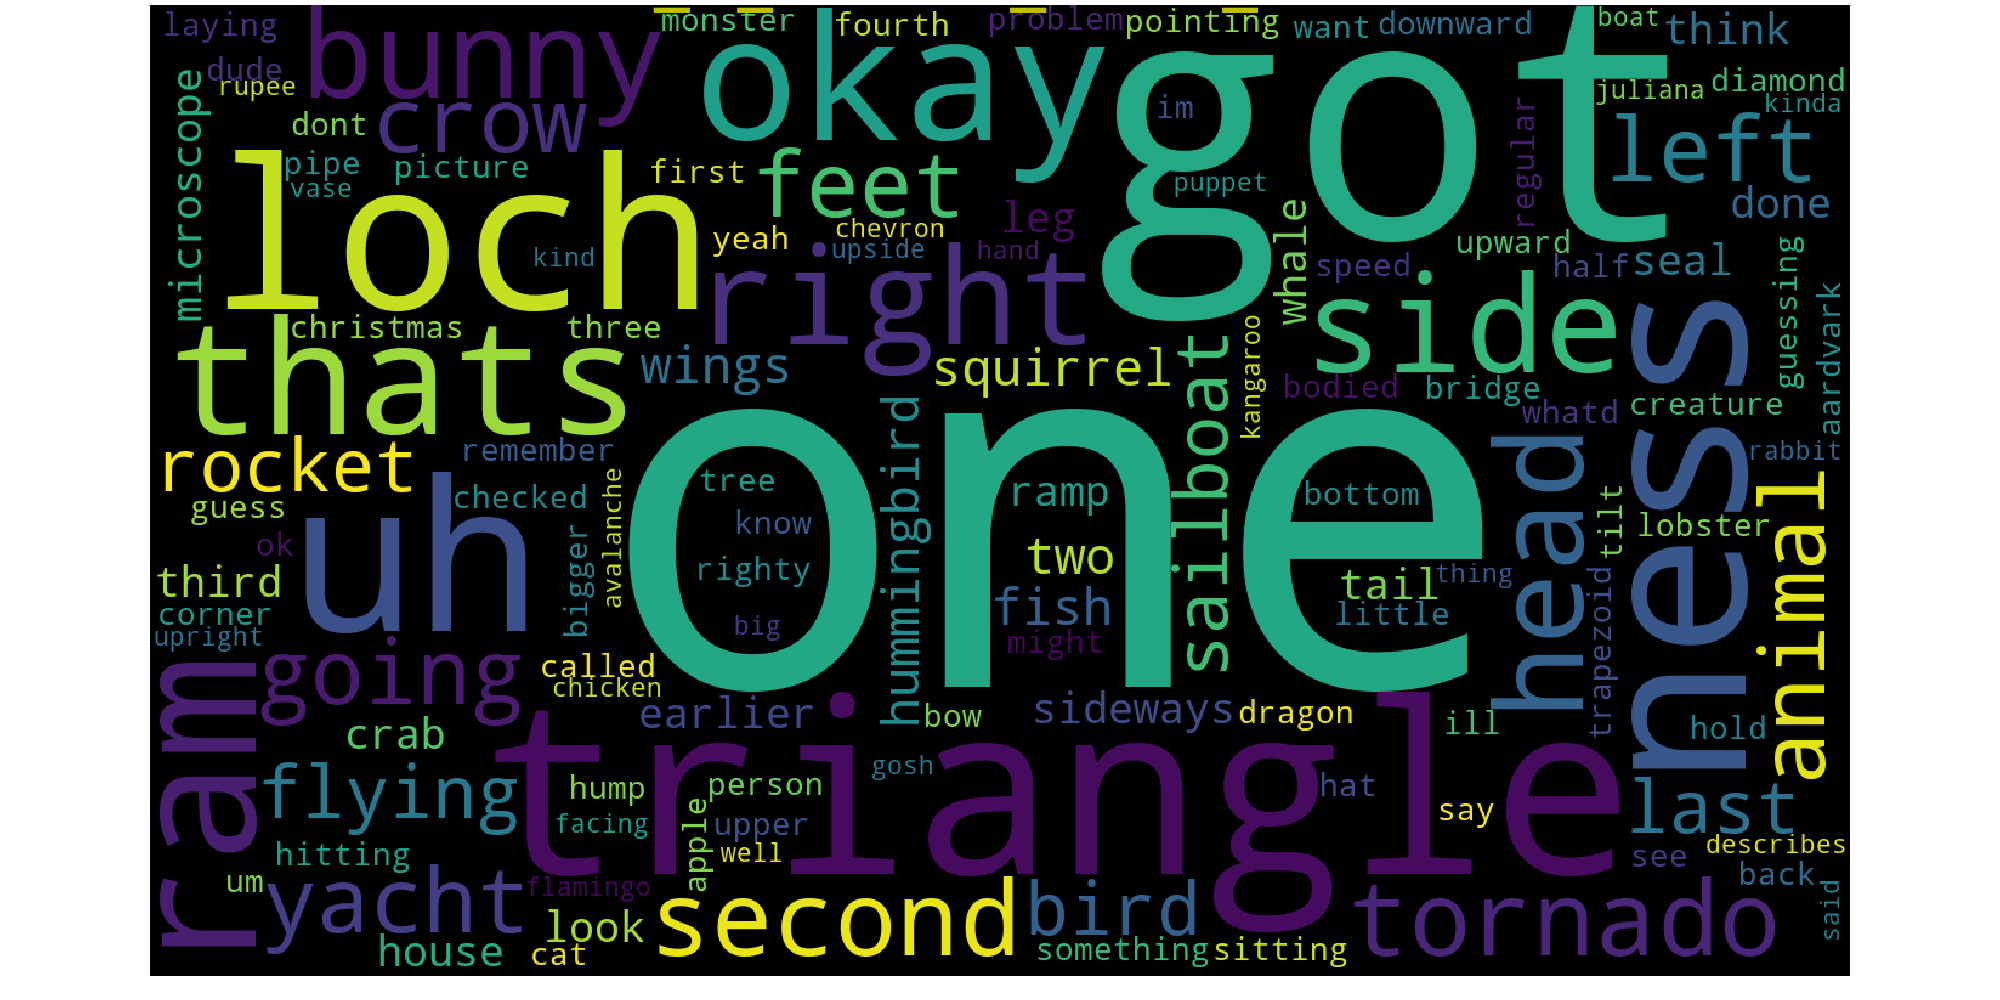 laying
bunny
monster
okay
fourth
problem
pointing
got
want
downward
boat
think
dude
rupee
microscope
crow
dont
im
juliana
diamond
kinda
regular
left
pipe
vase
picture
loch
first
feet
puppet
leg
whale
done
yeah
chevron
upside
hand
right
kind
upward
speed
half
seal
guessing
side
ness
aardvark
christmas
three
thats
wings
squirrel
sailboat
kangaroo
bodied
bridge
whatd
creature
rabbit
rocket
remember
one
hummingbird
head
animal
guess
checked
avalanche
tree
ramp
bottom
tilt
lobster
uh
ok
bigger
know
two
third
righty
tail
thing
trapezoid
corner
upright
big
fish
might
little
ram
going
called
chicken
earlier
bow
sideways
dragon
ill
hold
crab
triangle
flying
hump
person
gosh
hat
say
last
facing
apple
upper
hitting
well
see
describes
um
yacht
flamingo
second
bird
tornado
back
said
look
house
cat
something
sitting